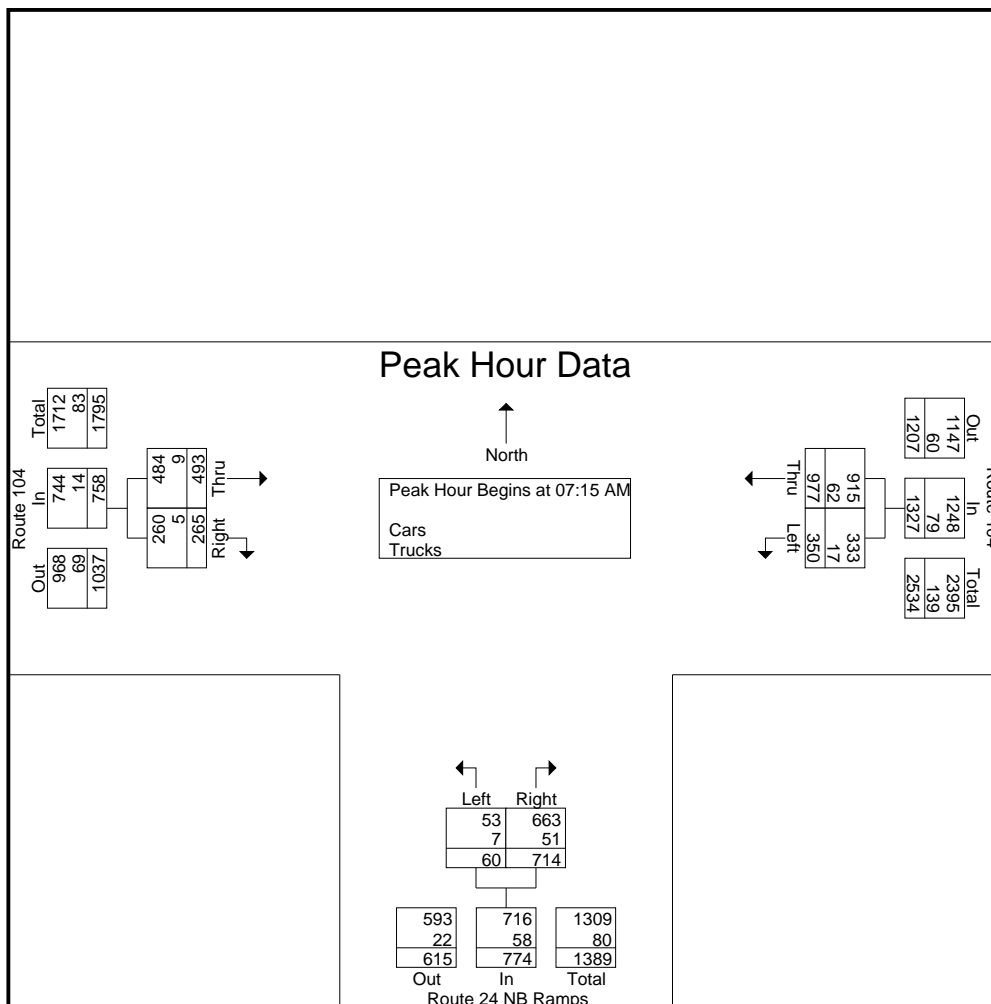 Peak Hour Data
North
Peak Hour Begins at 07:15 AM
Cars
Trucks
Route 104
Total In Out
1712 744 968
83 14 69
1795 758 1037
484 260
9 5
493 265
Thru Right
Out In Total
1147 1248 2395
60 79 139
1207 1327 2534
Route 104
915 333
62 17
977 350
Thru Left
Left Right
53 663
7 51
60 714
593 716 1309
22 58 80
615 774 1389
Out In Total
Route 24 NB Ramps